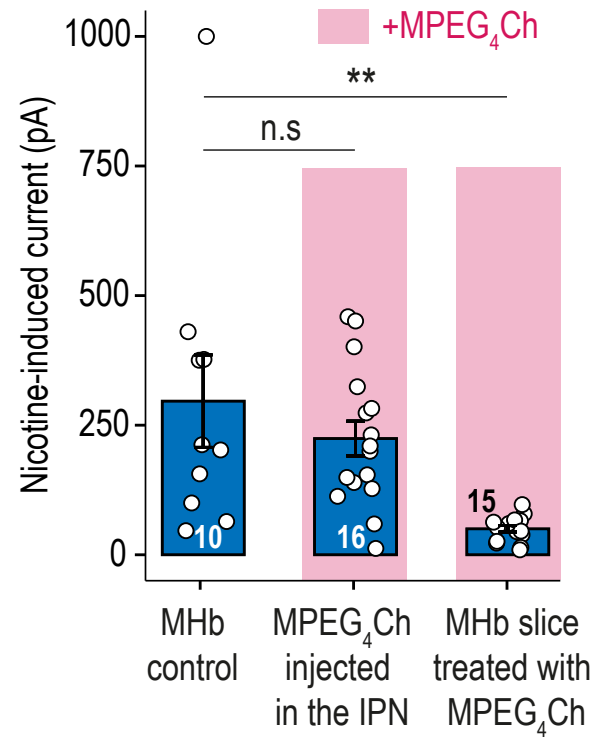 +MPEG₄Ch
1000
**
n.s
750
500
250
0
Nicotine-induced current (pA)
10
16
15
MHb control
MPEG₄Ch injected in the IPN
MHb slice treated with MPEG₄Ch